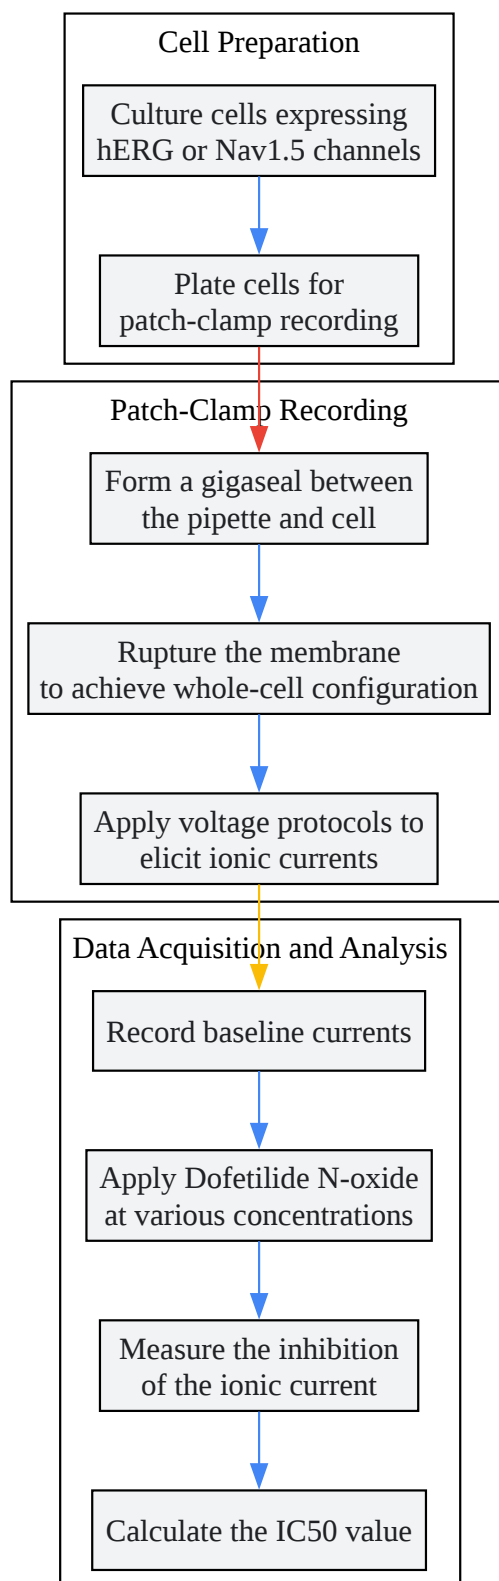 Cell Preparation
Culture cells expressing
hERG or Nav1.5 channels
Plate cells for
patch-clamp recording
Patch-Clamp Recording
Form a gigaseal between
the pipette and cell
Rupture the membrane
to achieve whole-cell configuration
Apply voltage protocols to
elicit ionic currents
Data Acquisition and Analysis
Record baseline currents
Apply Dofetilide N-oxide
at various concentrations
Measure the inhibition
of the ionic current
Calculate the IC50 value